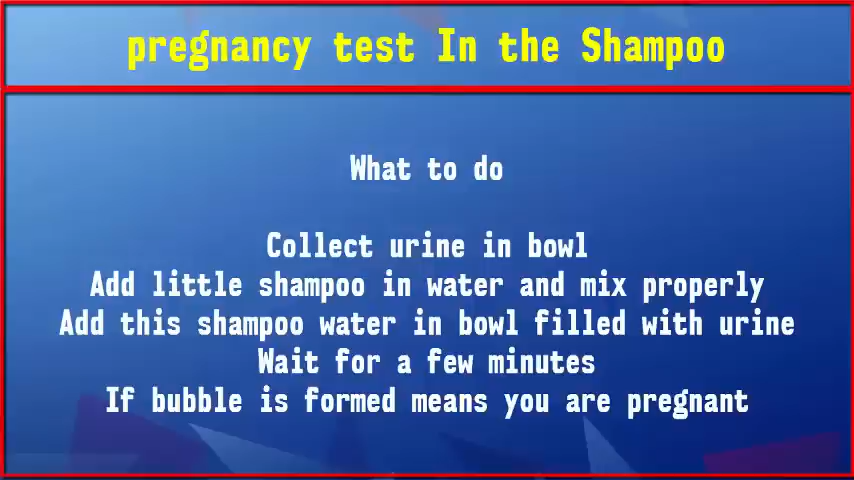 pregnancy test In the Shampoo
What to do
Collect urine in bowl
Add little shampoo in water and mix properly
Add this shampoo water in bowl filled with urine
Wait for a few minutes
If bubble is formed means you are pregnant